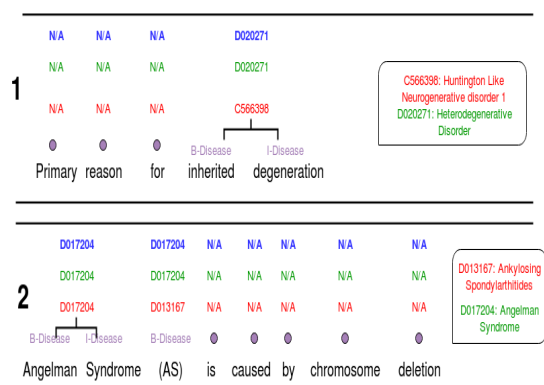 N/A N/A N/A D020271
N/A N/A N/A D020271
1
N/A N/A N/A C566398
B-Disease I-Disease
Primary reason for inherited degeneration
C566398: Huntington Like
Neurogenerative disorder 1
D020271: Heterodegenerative
Disorder
D017204 D017204 N/A N/A N/A N/A N/A
D017204 D017204 N/A N/A N/A N/A N/A
2
D017204 D013167 N/A N/A N/A N/A N/A
B-Disease I-Disease B-Disease
Angelman Syndrome (AS) is caused by chromosome deletion
D013167: Ankylosing
Spondylarthitides
D017204: Angelman
Syndrome